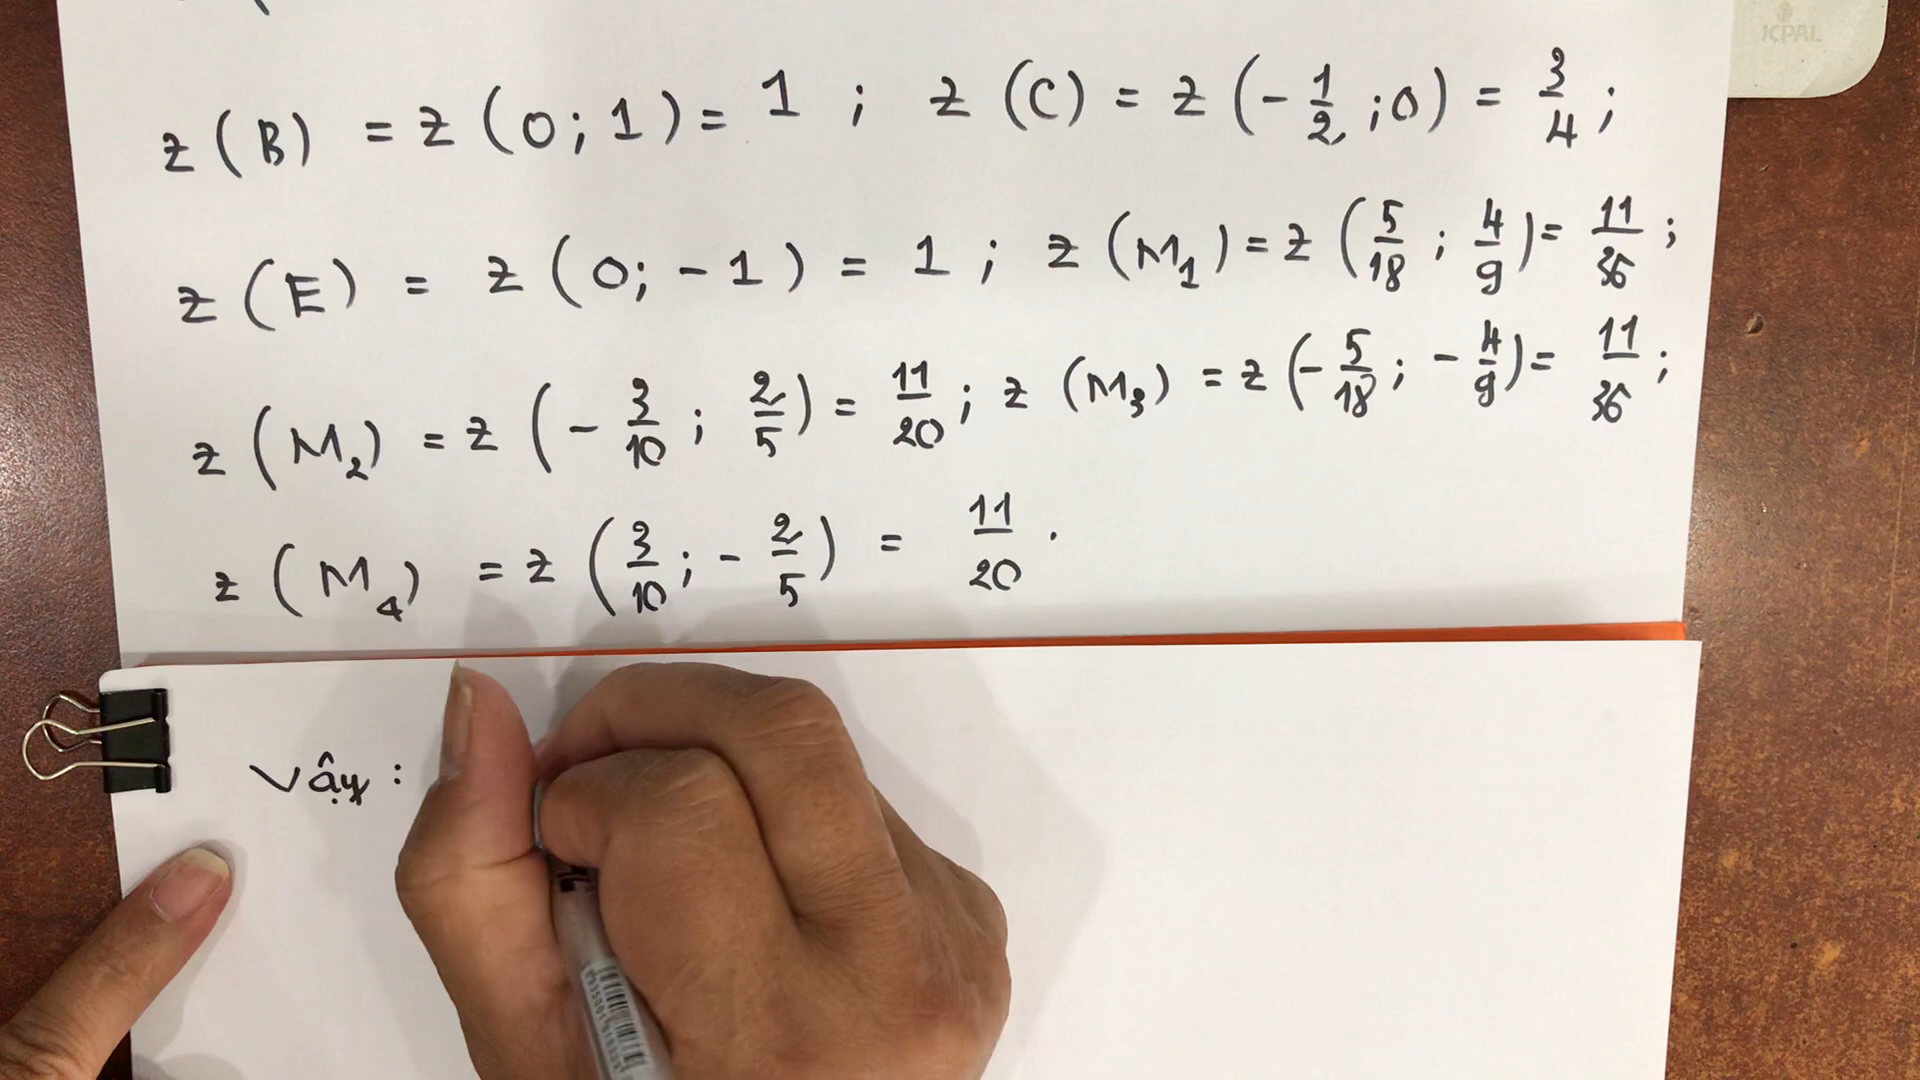 JCPAL
z(B) = z(0;1) = 1 ; z(C) = z(-1/2;0) = 3/4 ;
z(E) = z(0;-1) = 1 ; z(M₁) = z(5/18 ; 4/9) = 11/36 ;
z(M₂) = z(-3/10 ; 2/5) = 11/20 ; z(M₃) = z(-5/18 ; -4/9) = 11/36 ;
z(M₄) = z(3/10 ; -2/5) = 11/20 .
Vậy :